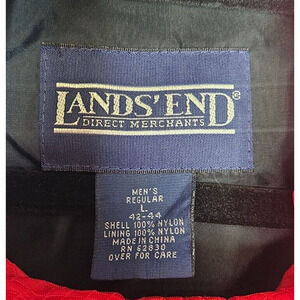 LANDS' END®
DIRECT MERCHANTS
MEN'S
REGULAR
L
42-44
SHELL 100% NYLON
LINING 100% NYLON
MADE IN CHINA
RN 62830
OVER FOR CARE